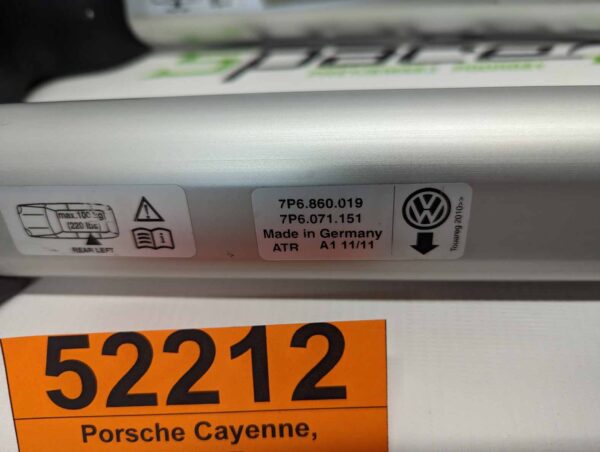 max. 100 kg
(220 lbs)
REAR LEFT
7P6.860.019
7P6.071.151
Made in Germany
ATR A1 11/11
Touareg 2010>>
52212
Porsche Cayenne,